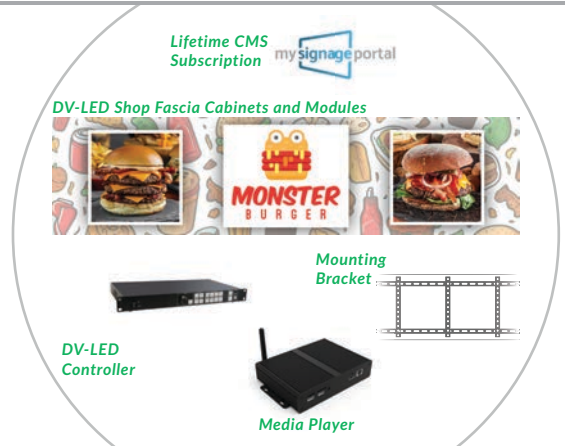 Lifetime CMS
Subscription
mysignageportal
DV-LED Shop Fascia Cabinets and Modules
MONSTER
BURGER
Mounting
Bracket
DV-LED
Controller
Media Player